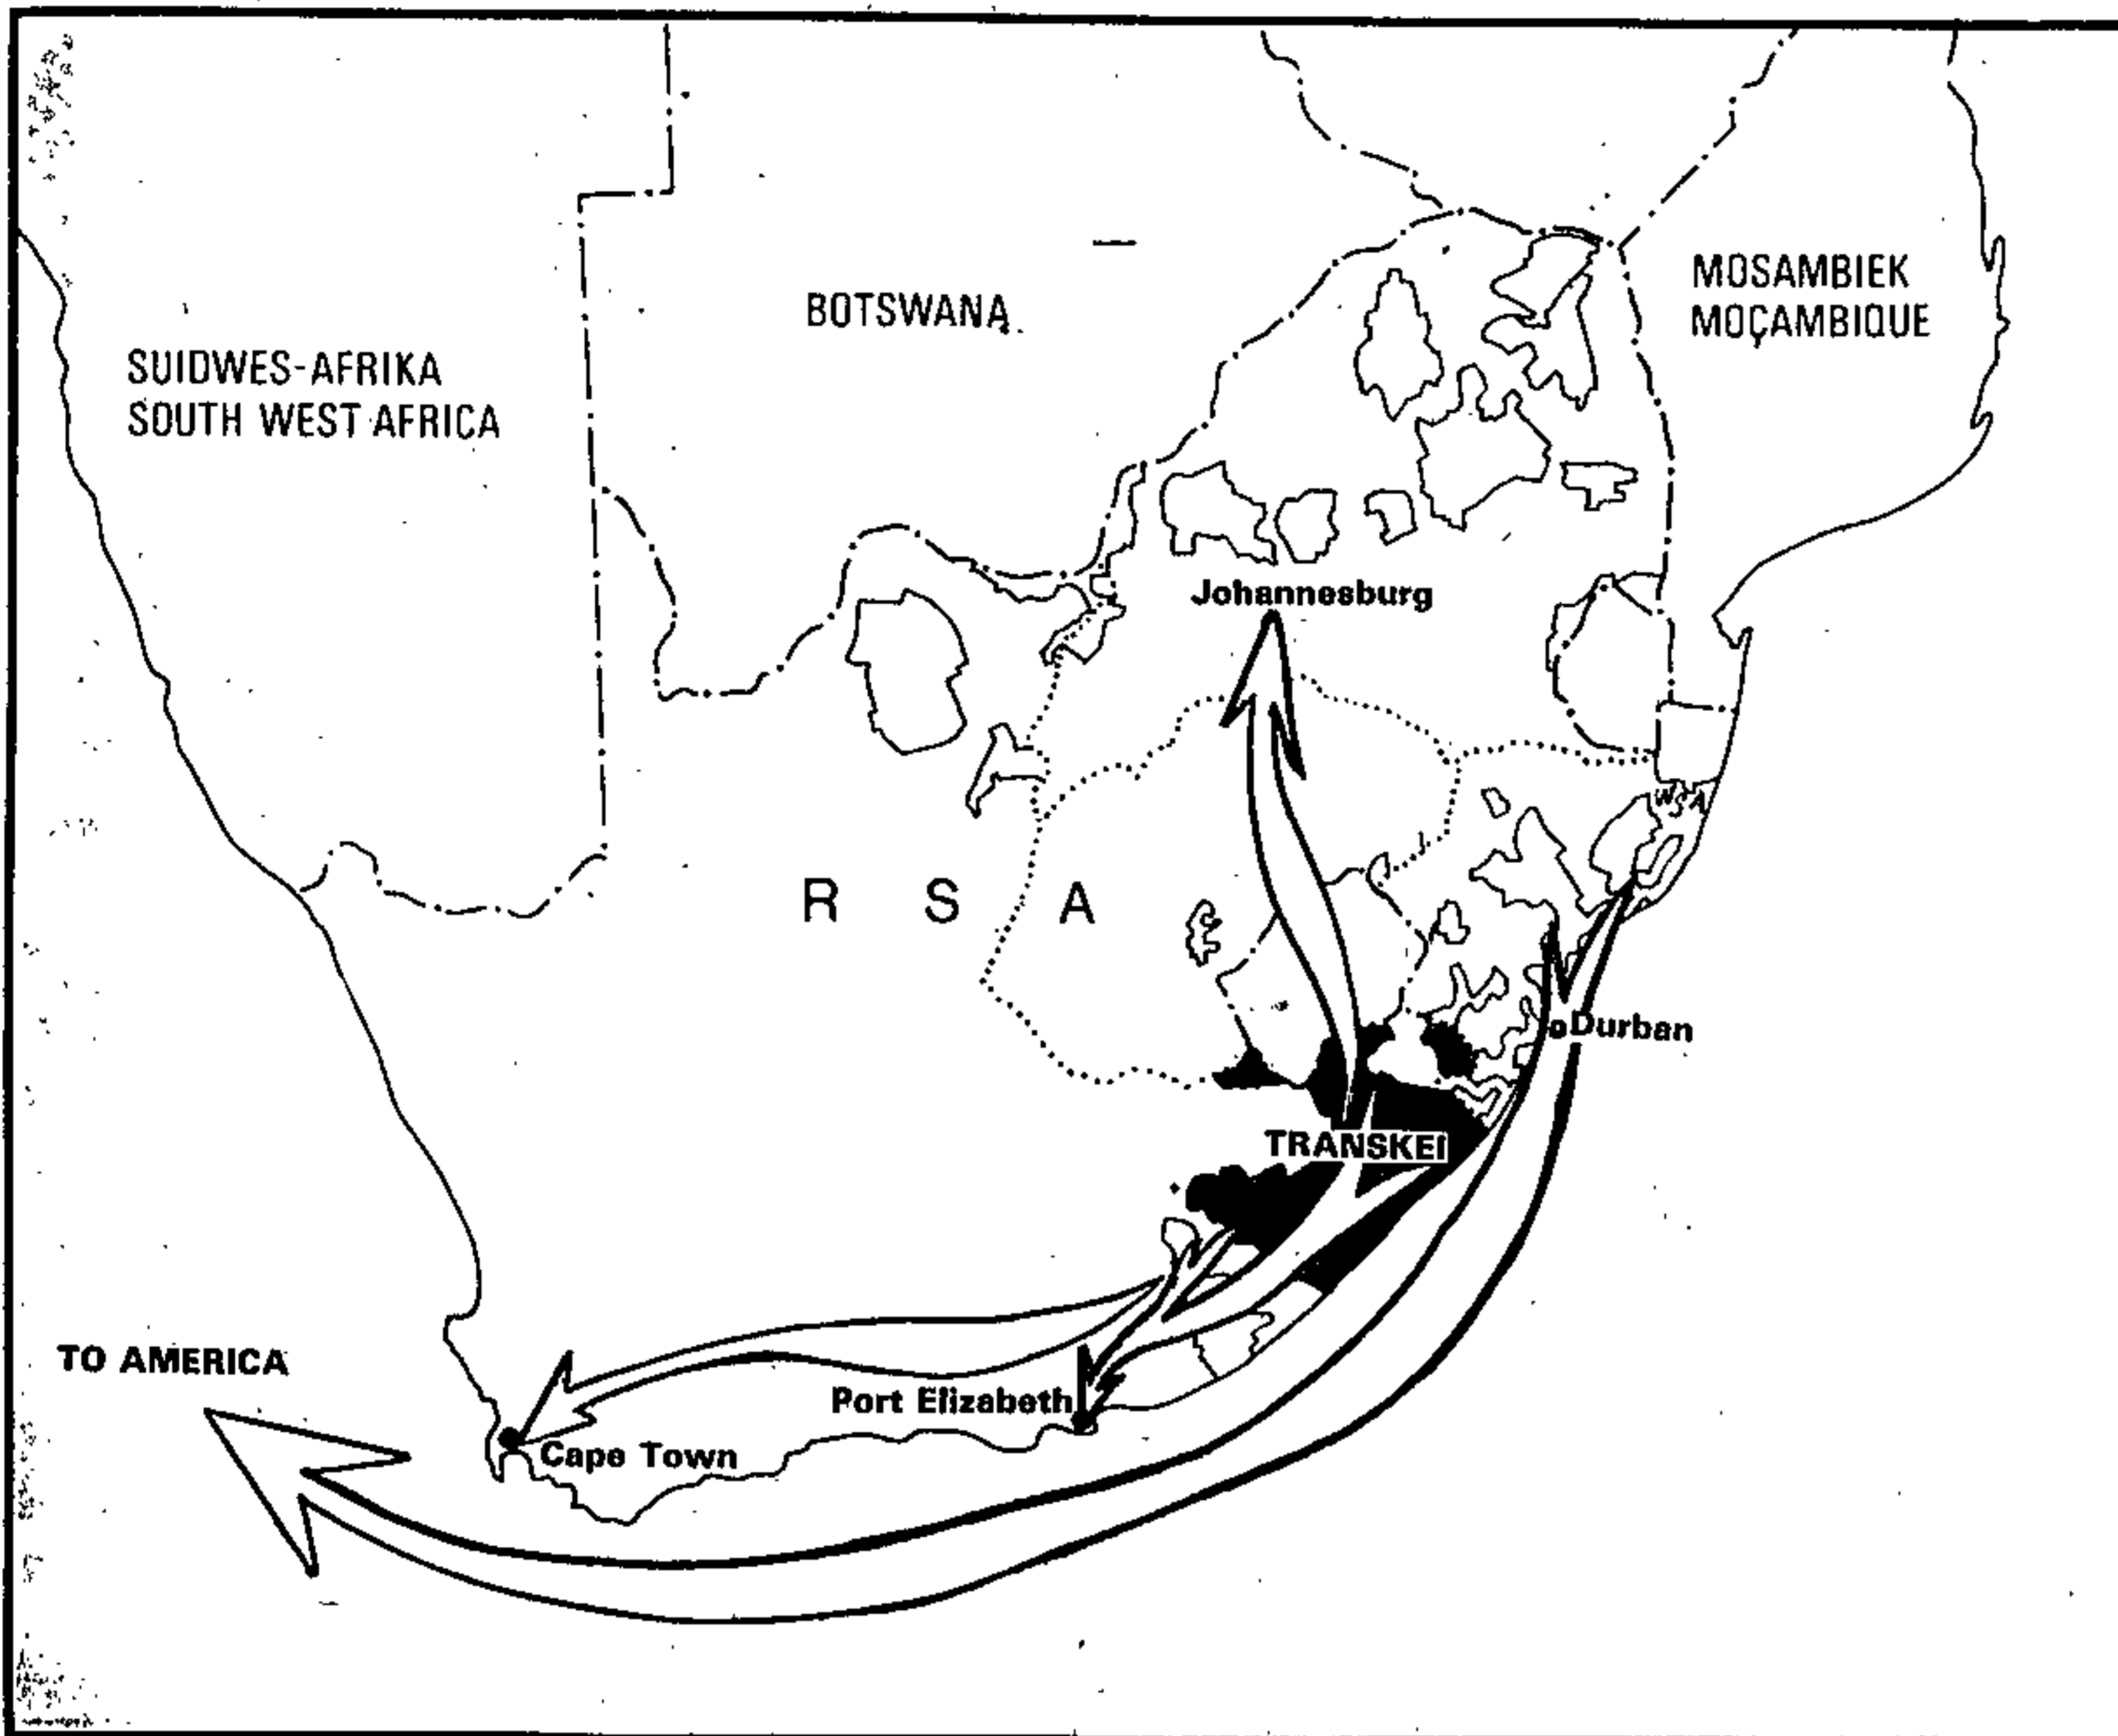 BOTSWANA
MOSAMBIEK
MOÇAMBIQUE
SUIDWES-AFRIKA
SOUTH WEST AFRICA
Johannesburg
R S A
Durban
TRANSKEI
TO AMERICA
Port Elizabeth
Cape Town